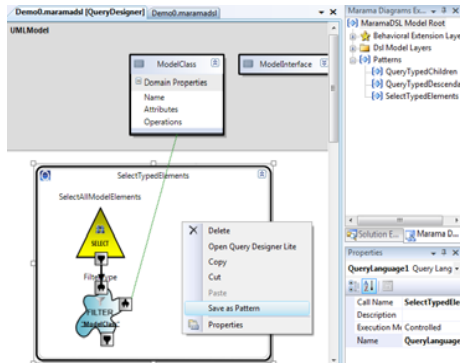 Demo0.maramadsl [QueryDesigner]
Demo0.maramadsl
UMLModel
ModelClass
Domain Properties
Name
Attributes
Operations
ModelInterface
SelectTypedElements
SelectAllModelElements
SELECT
FilterType
FILTER
"ModelClass"
Delete
Open Query Designer Lite
Copy
Cut
Paste
Save as Pattern
Properties
Marama Diagrams Ex...
MaramaDSL Model Root
Behavioral Extension Laye
Dsl Model Layers
Patterns
QueryTypedChildren
QueryTypedDescenda
SelectTypedElements
Solution E...
Marama D...
Properties
QueryLanguage1 Query Lang
Call Name SelectTypedEle
Description
Execution Mo Controlled
Name QueryLanguage